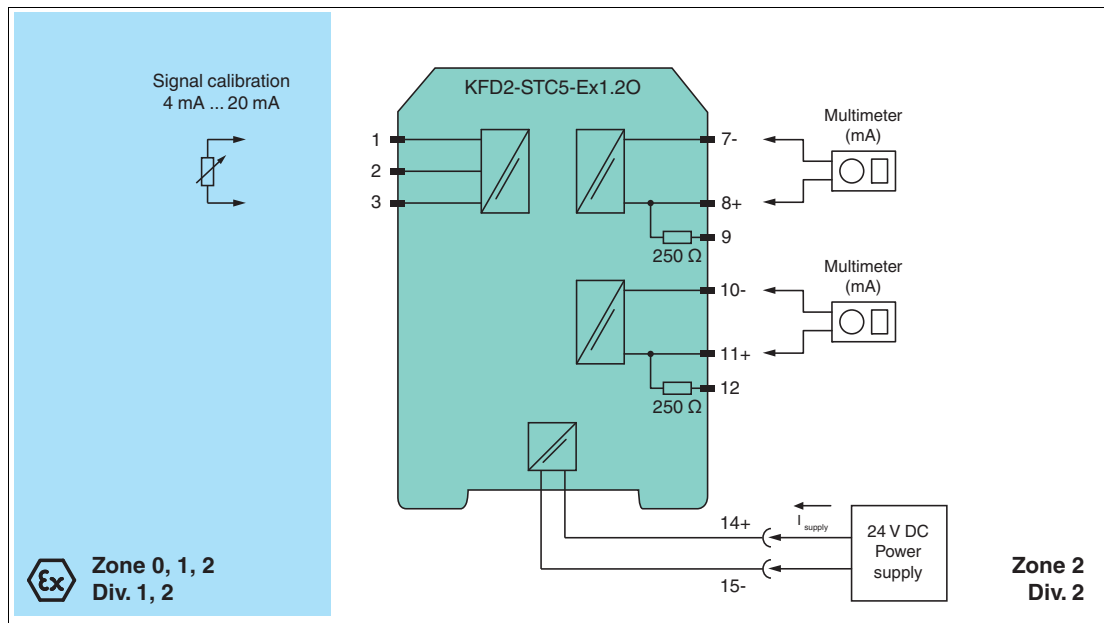 Signal calibration
4 mA ... 20 mA
KFD2-STC5-Ex1.2O
1
2
3
7-
8+
9
250 Ω
Multimeter
(mA)
10-
11+
12
250 Ω
Multimeter
(mA)
14+
15-
I supply
24 V DC
Power
supply
Ex
Zone 0, 1, 2
Div. 1, 2
Zone 2
Div. 2